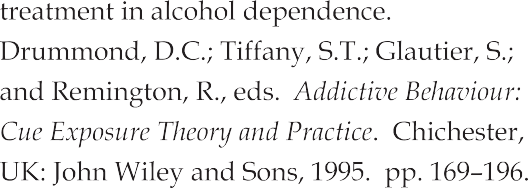 treatment in alcohol dependence.
Drummond, D.C.; Tiffany, S.T.; Glautier, S.;
and Remington, R., eds.  Addictive Behaviour:
Cue Exposure Theory and Practice.  Chichester,
UK: John Wiley and Sons, 1995.  pp. 169–196.